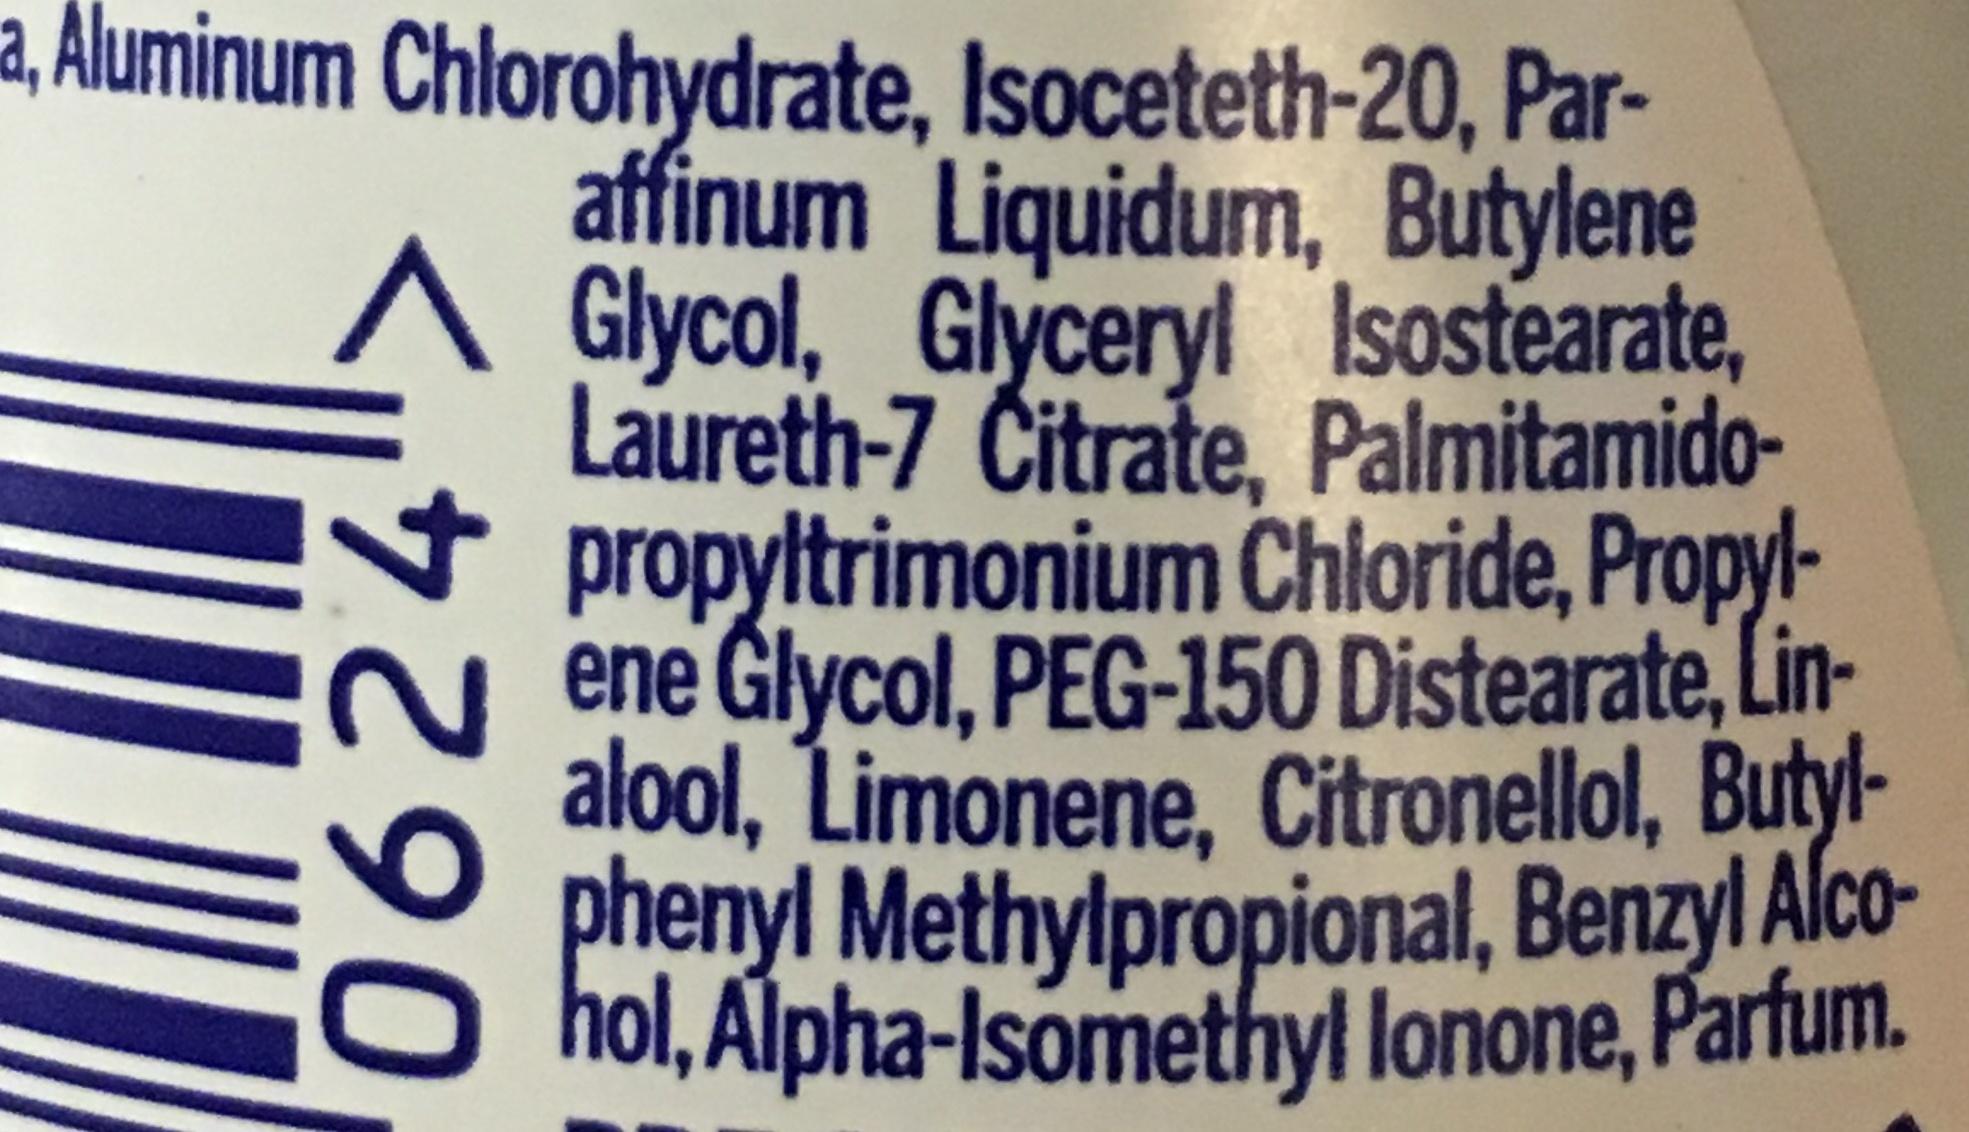 a, Aluminum Chlorohydrate, Isoceteth-20, Par-
affinum Liquidum, Butylene
Glycol, Glyceryl Isostearate,
Laureth-7 Citrate, Palmitamido-
propyltrimonium Chloride, Propyl-
ene Glycol, PEG-150 Distearate, Lin-
alool, Limonene, Citronellol, Butyl-
phenyl Methylpropional, Benzyl Alco-
hol, Alpha-Isomethyl Ionone, Parfum.
0624>